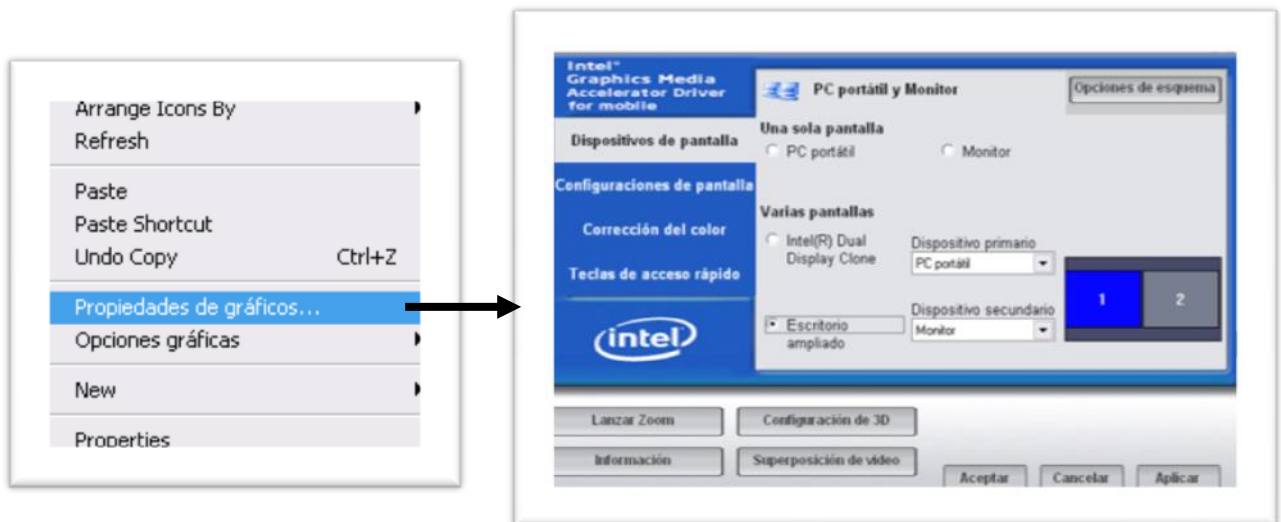 Arrange Icons By
Refresh
Paste
Paste Shortcut
Undo Copy Ctrl+Z
Propiedades de gráficos...
Opciones gráficas
New
Properties
Intel®
Graphics Media
Accelerator Driver
for mobile
Dispositivos de pantalla
Configuraciones de pantalla
Corrección del color
Teclas de acceso rápido
intel
PC portátil y Monitor
Opciones de esquema
Una sola pantalla
PC portátil Monitor
Varias pantallas
Intel(R) Dual
Display Clone
Dispositivo primario
PC portátil
Escritorio
ampliado
Dispositivo secundario
Monitor
1 2
Lanzar Zoom Configuración de 3D
Información Superposición de vídeo
Aceptar Cancelar Aplicar